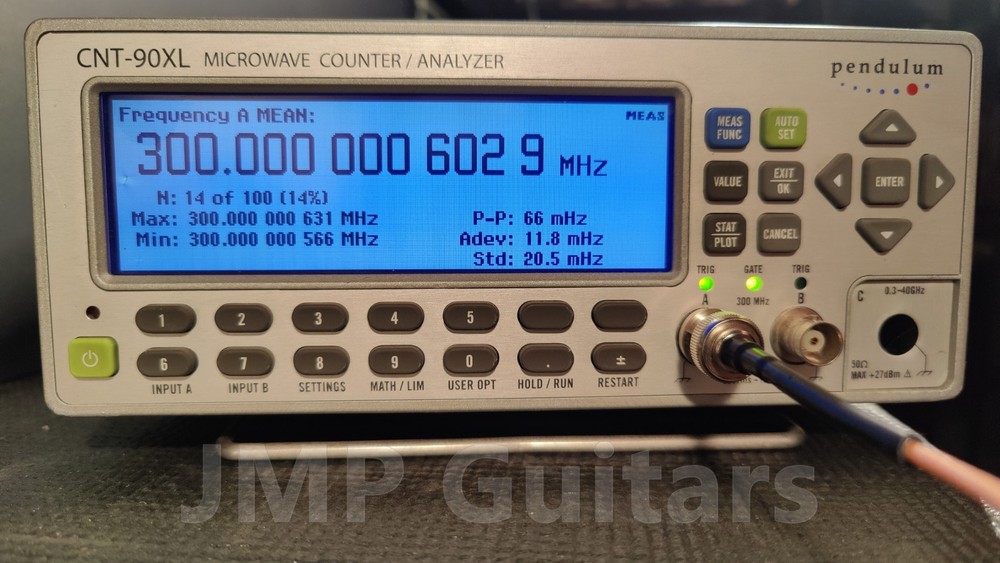 CNT-90XL MICROWAVE COUNTER / ANALYZER
pendulum
Frequency A MEAN:
MEAS
300.000 000 602 9 MHz
N: 14 of 100 (14%)
Max: 300.000 000 631 MHz
P-P: 66 mHz
Min: 300.000 000 566 MHz
Adev: 11.8 mHz
Std: 20.5 mHz
MEAS FUNC
AUTO SET
VALUE
EXIT/OK
ENTER
STAT PLOT
CANCEL
TRIG
GATE
TRIG
A
300 MHz
B
C
0.3-40GHz
50Ω
MAX +27dBm
1
2
3
4
5
6
7
8
9
0
.
±
INPUT A
INPUT B
SETTINGS
MATH / LIM
USER OPT
HOLD / RUN
RESTART
JMP Guitars